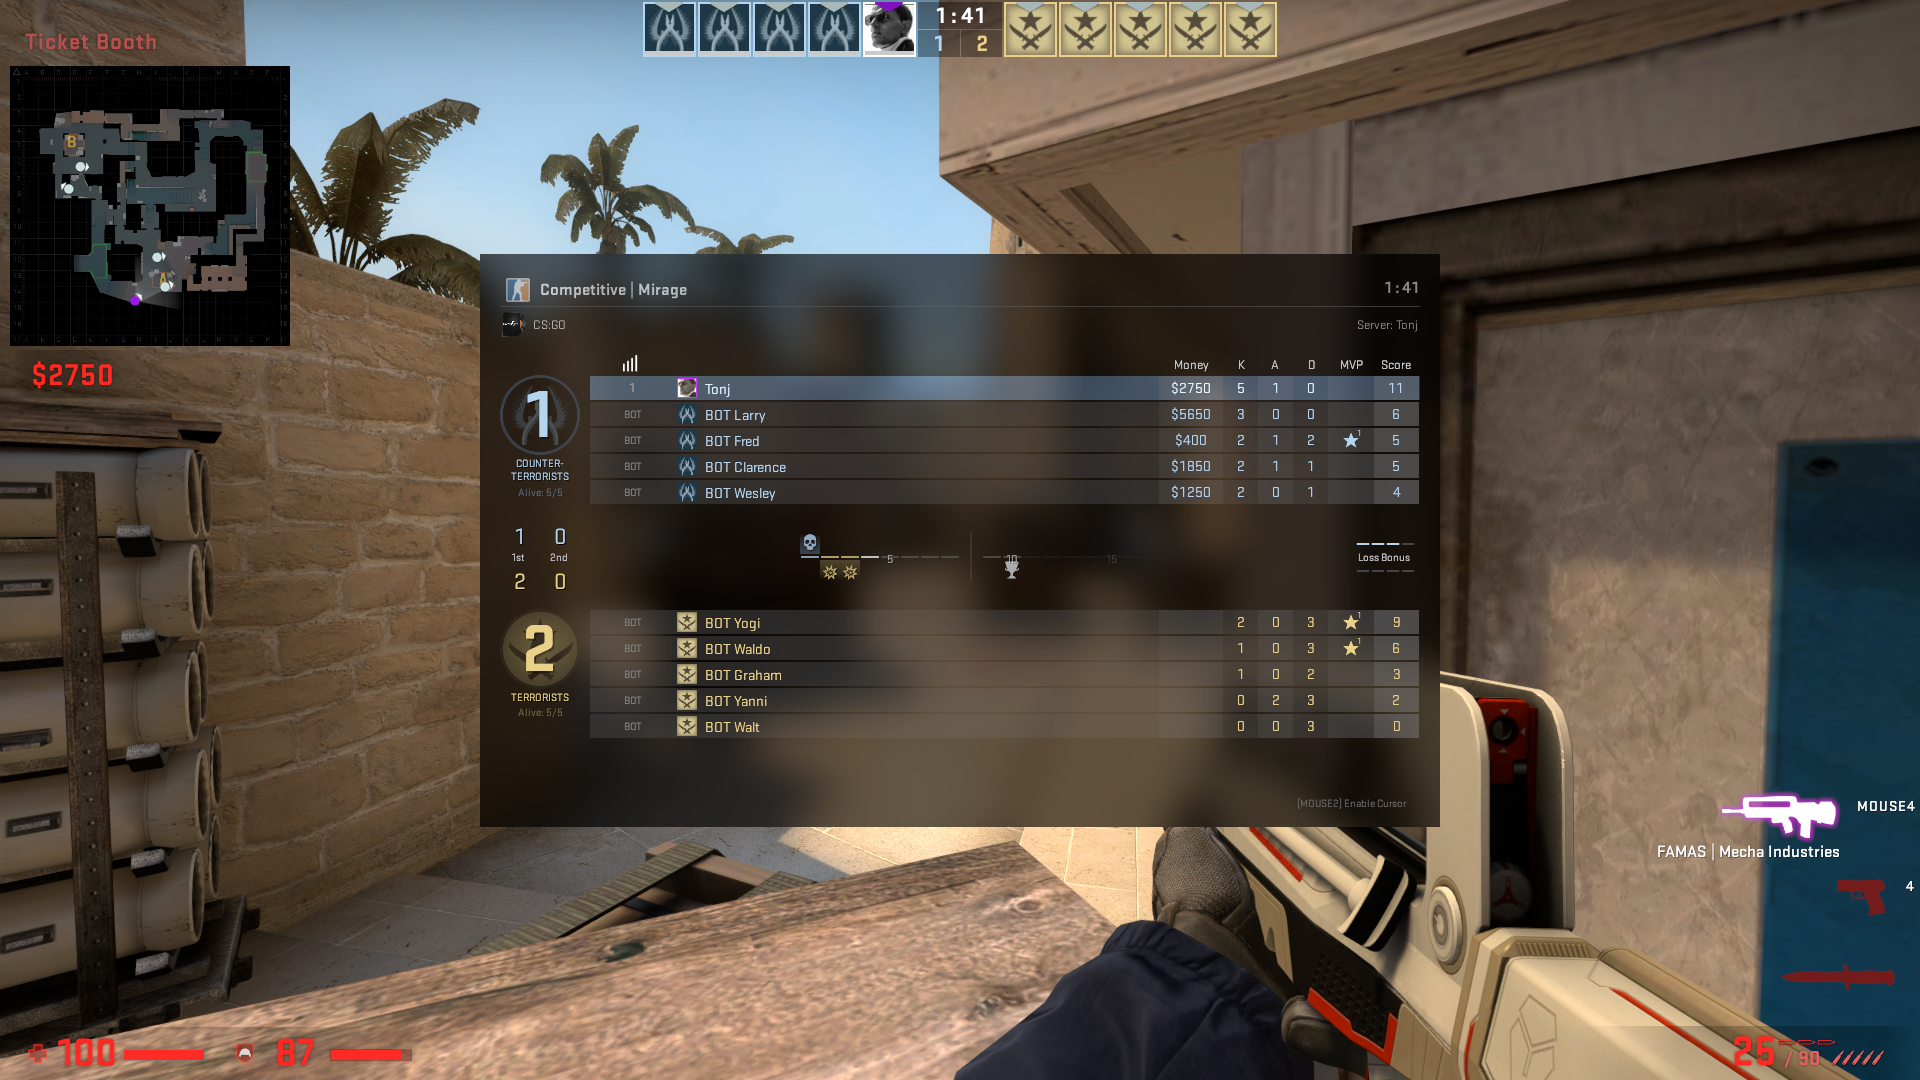 1:41
1 2
Ticket Booth
B
A
$2750
Competitive | Mirage 1:41
CS:GO Server: Tonj
Money K A D MVP Score
1 Tonj $2750 5 1 0 11
BOT BOT Larry $5650 3 0 0 6
BOT BOT Fred $400 2 1 2 1 5
BOT BOT Clarence $1850 2 1 1 5
BOT BOT Wesley $1250 2 0 1 4
1
COUNTER-
TERRORISTS
Alive: 5/5
1 0
1st 2nd
2 0
5 10 15
Loss Bonus
2
TERRORISTS
Alive: 5/5
BOT BOT Yogi 2 0 3 1 9
BOT BOT Waldo 1 0 3 1 6
BOT BOT Graham 1 0 2 3
BOT BOT Yanni 0 2 3 2
BOT BOT Walt 0 0 3 0
[MOUSE2] Enable Cursor
MOUSE4
FAMAS | Mecha Industries
4
100 87
25 / 90